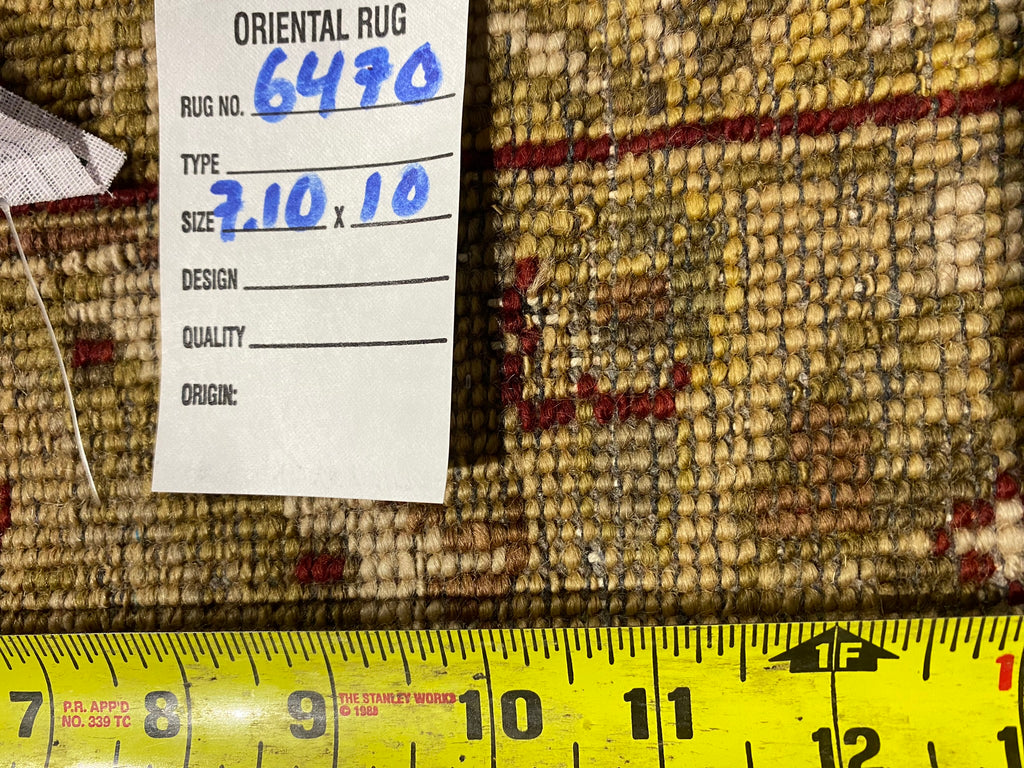 ORIENTAL RUG
RUG NO. 6470
TYPE
SIZE 7.10 X 10
DESIGN
QUALITY
ORIGIN:
1F
1
7 P.R. APP'D 8 9 THE STANLEY WORKS 10 11 12 1
NO. 339 TC © 1988